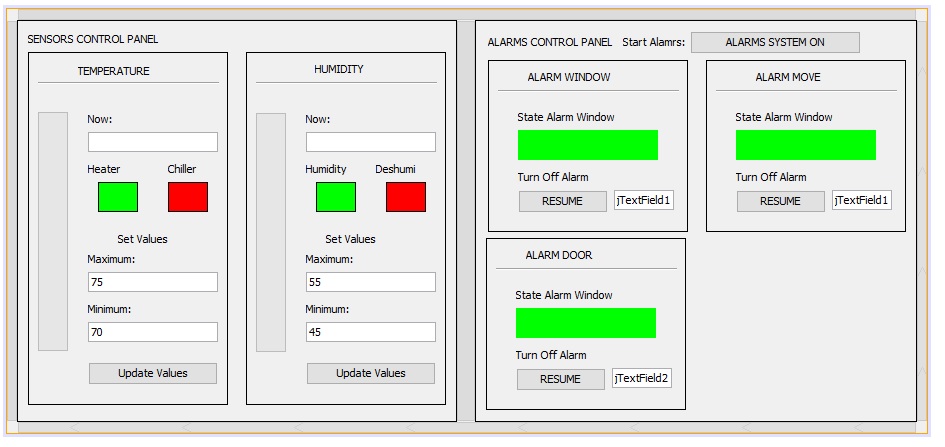 SENSORS CONTROL PANEL
TEMPERATURE
Now:
Heater Chiller
Set Values
Maximum:
75
Minimum:
70
Update Values
HUMIDITY
Now:
Humidity Deshumi
Set Values
Maximum:
55
Minimum:
45
Update Values
ALARMS CONTROL PANEL Start Alamrs: ALARMS SYSTEM ON
ALARM WINDOW
State Alarm Window
Turn Off Alarm
RESUME jTextField1
ALARM MOVE
State Alarm Window
Turn Off Alarm
RESUME jTextField1
ALARM DOOR
State Alarm Window
Turn Off Alarm
RESUME jTextField2